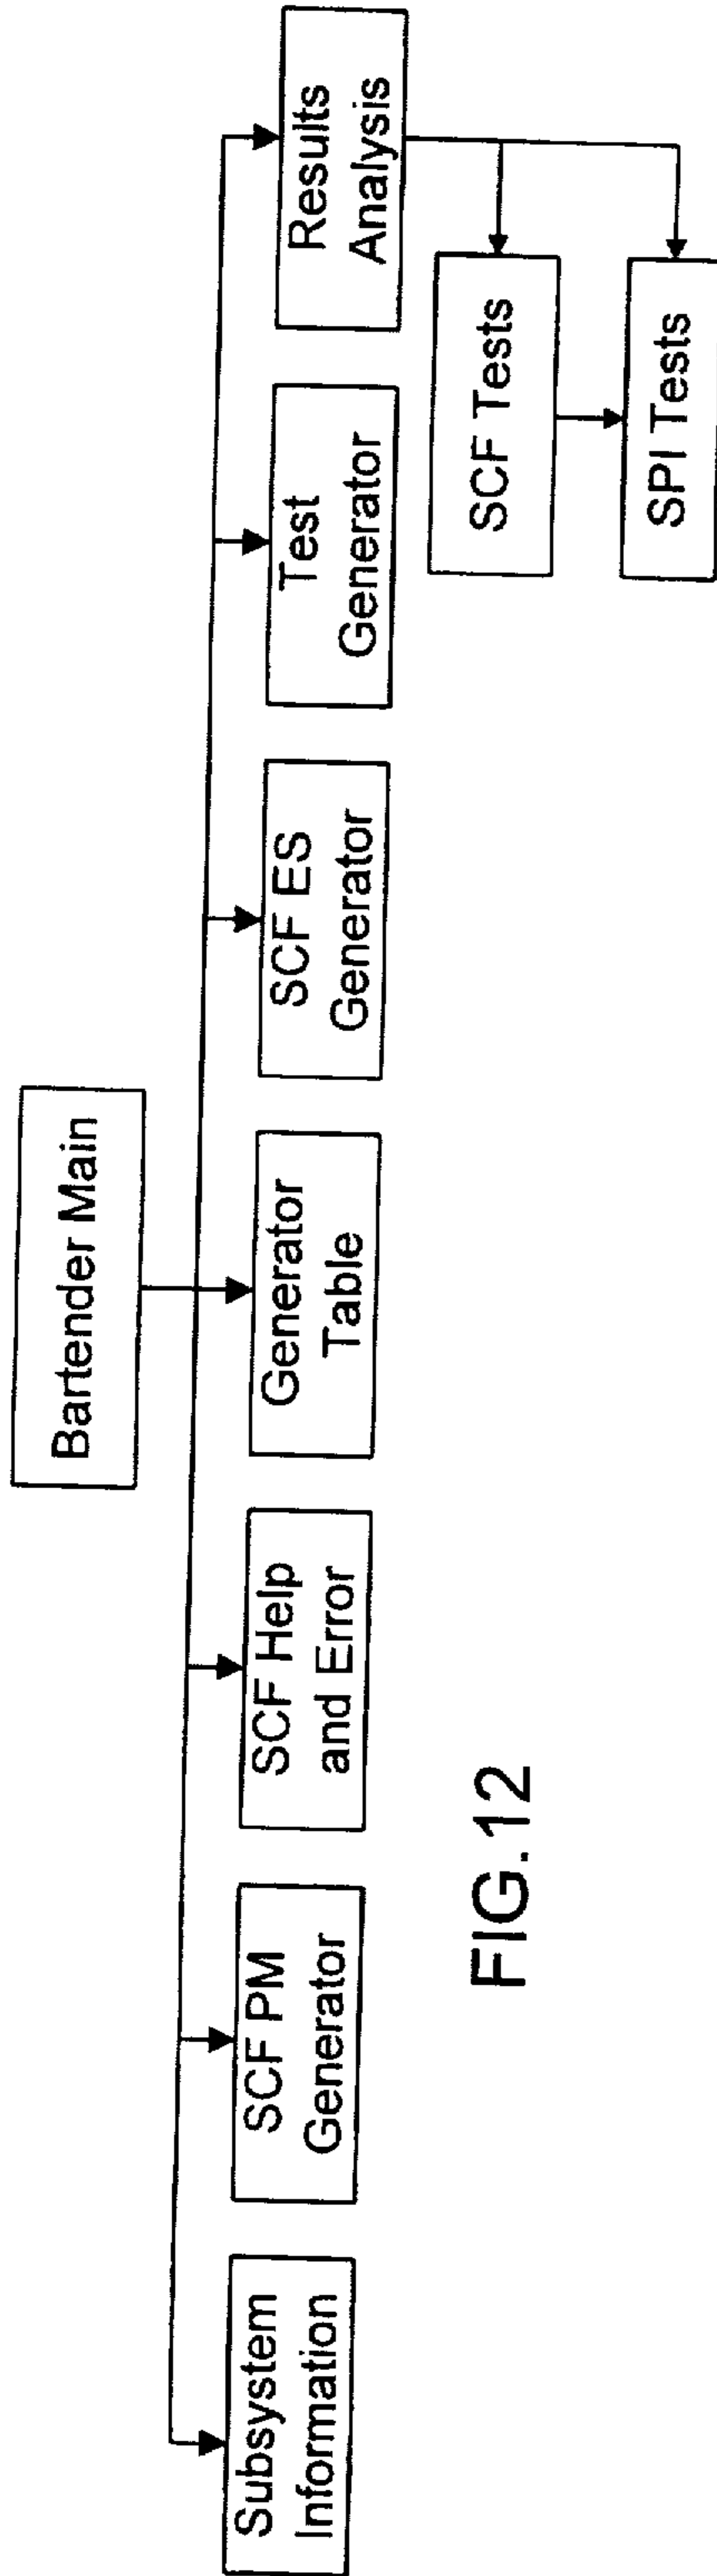 Bartender Main
Subsystem
Information
SCF PM
Generator
SCF Help
and Error
Generator
Table
SCF ES
Generator
Test
Generator
Results
Analysis
SCF Tests
SPI Tests
FIG.12